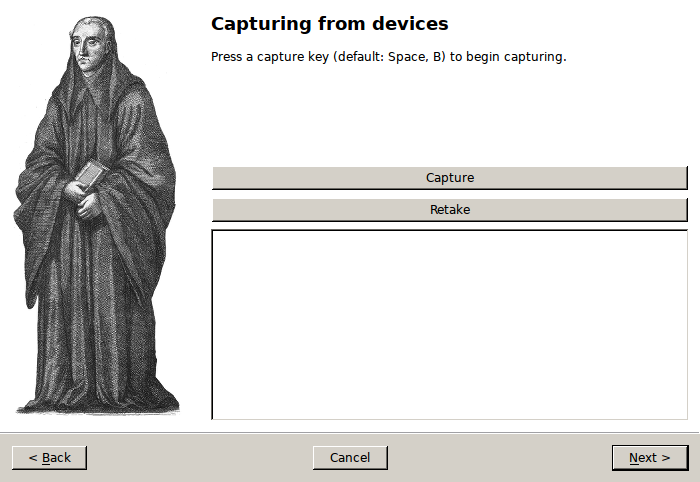 Capturing from devices
Press a capture key (default: Space, B) to begin capturing.
Capture
Retake
< Back
Cancel
Next >